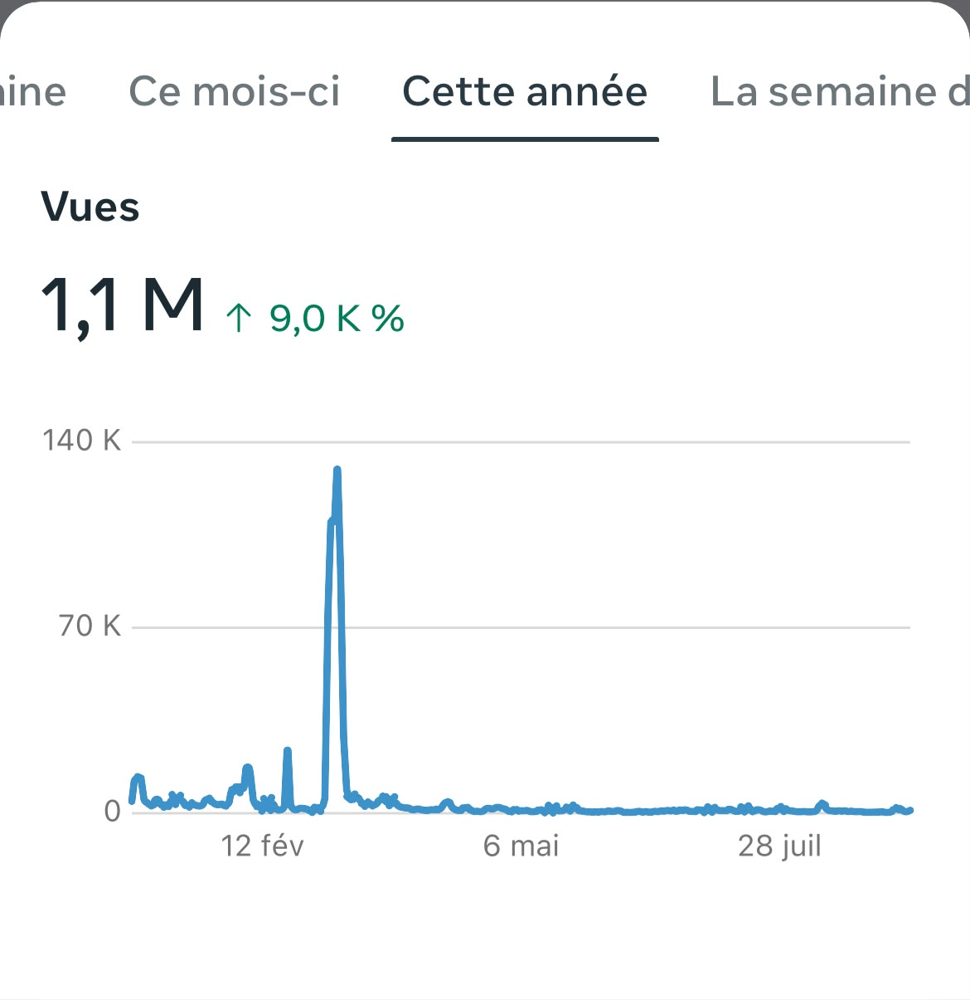 ine Ce mois-ci Cette année La semaine d
Vues
1,1 M ↑ 9,0 K %
140 K
70 K
0
12 fév 6 mai 28 juil